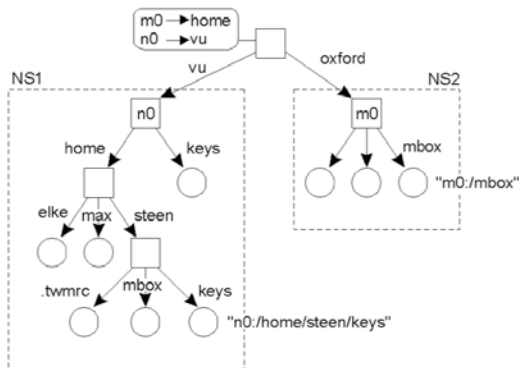 m0 → home
n0 → vu
oxford
vu
NS1
NS2
n0
m0
home
keys
mbox
"m0:/mbox"
elke
max
steen
.twmrc
mbox
keys
"n0:/home/steen/keys"